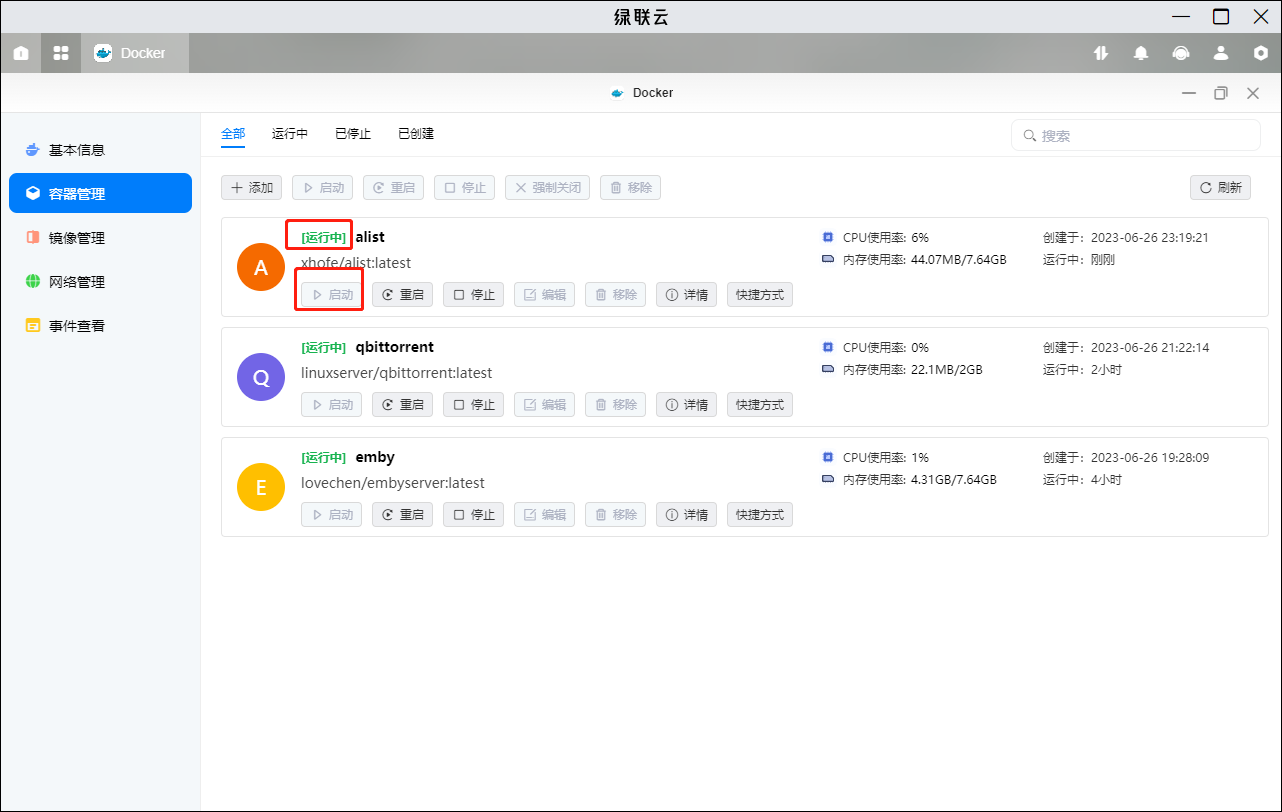 绿联云
Docker
Docker
基本信息
容器管理
镜像管理
网络管理
事件查看
全部 运行中 已停止 已创建 搜索
添加 启动 重启 停止 强制关闭 移除 刷新
A
[运行中] alist
xhofe/alist:latest
启动 重启 停止 编辑 移除 详情 快捷方式
CPU使用率: 6%
内存使用率: 44.07MB/7.64GB
创建于: 2023-06-26 23:19:21
运行中: 刚刚
Q
[运行中] qbittorrent
linuxserver/qbittorrent:latest
启动 重启 停止 编辑 移除 详情 快捷方式
CPU使用率: 0%
内存使用率: 22.1MB/2GB
创建于: 2023-06-26 21:22:14
运行中: 2小时
E
[运行中] emby
lovechen/embyserver:latest
启动 重启 停止 编辑 移除 详情 快捷方式
CPU使用率: 1%
内存使用率: 4.31GB/7.64GB
创建于: 2023-06-26 19:28:09
运行中: 4小时